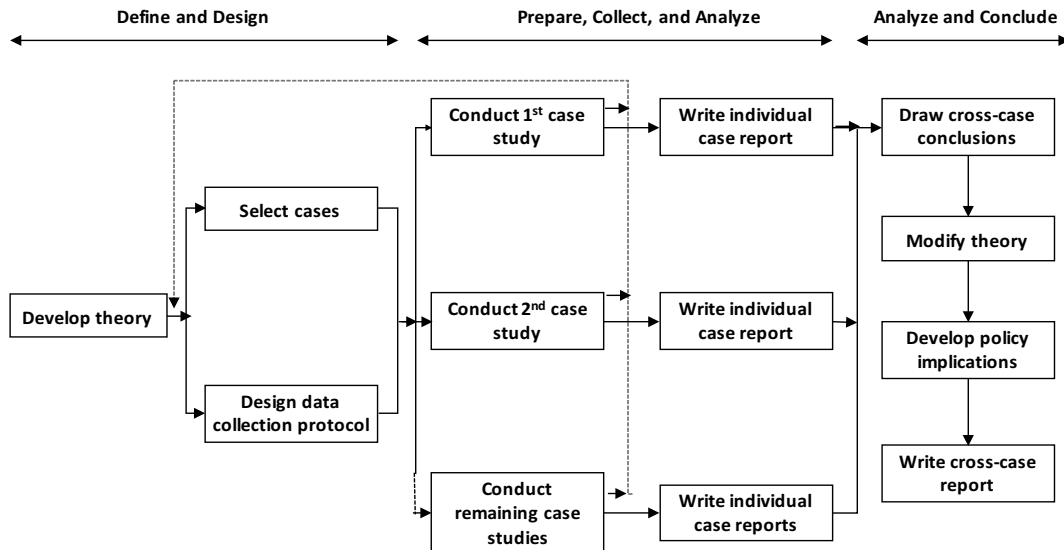 Define and Design
Prepare, Collect, and Analyze
Analyze and Conclude
Develop theory
Select cases
Design data
collection protocol
Conduct 1st case
study
Write individual
case report
Conduct 2nd case
study
Write individual
case report
Conduct
remaining case
studies
Write individual
case reports
Draw cross-case
conclusions
Modify theory
Develop policy
implications
Write cross-case
report